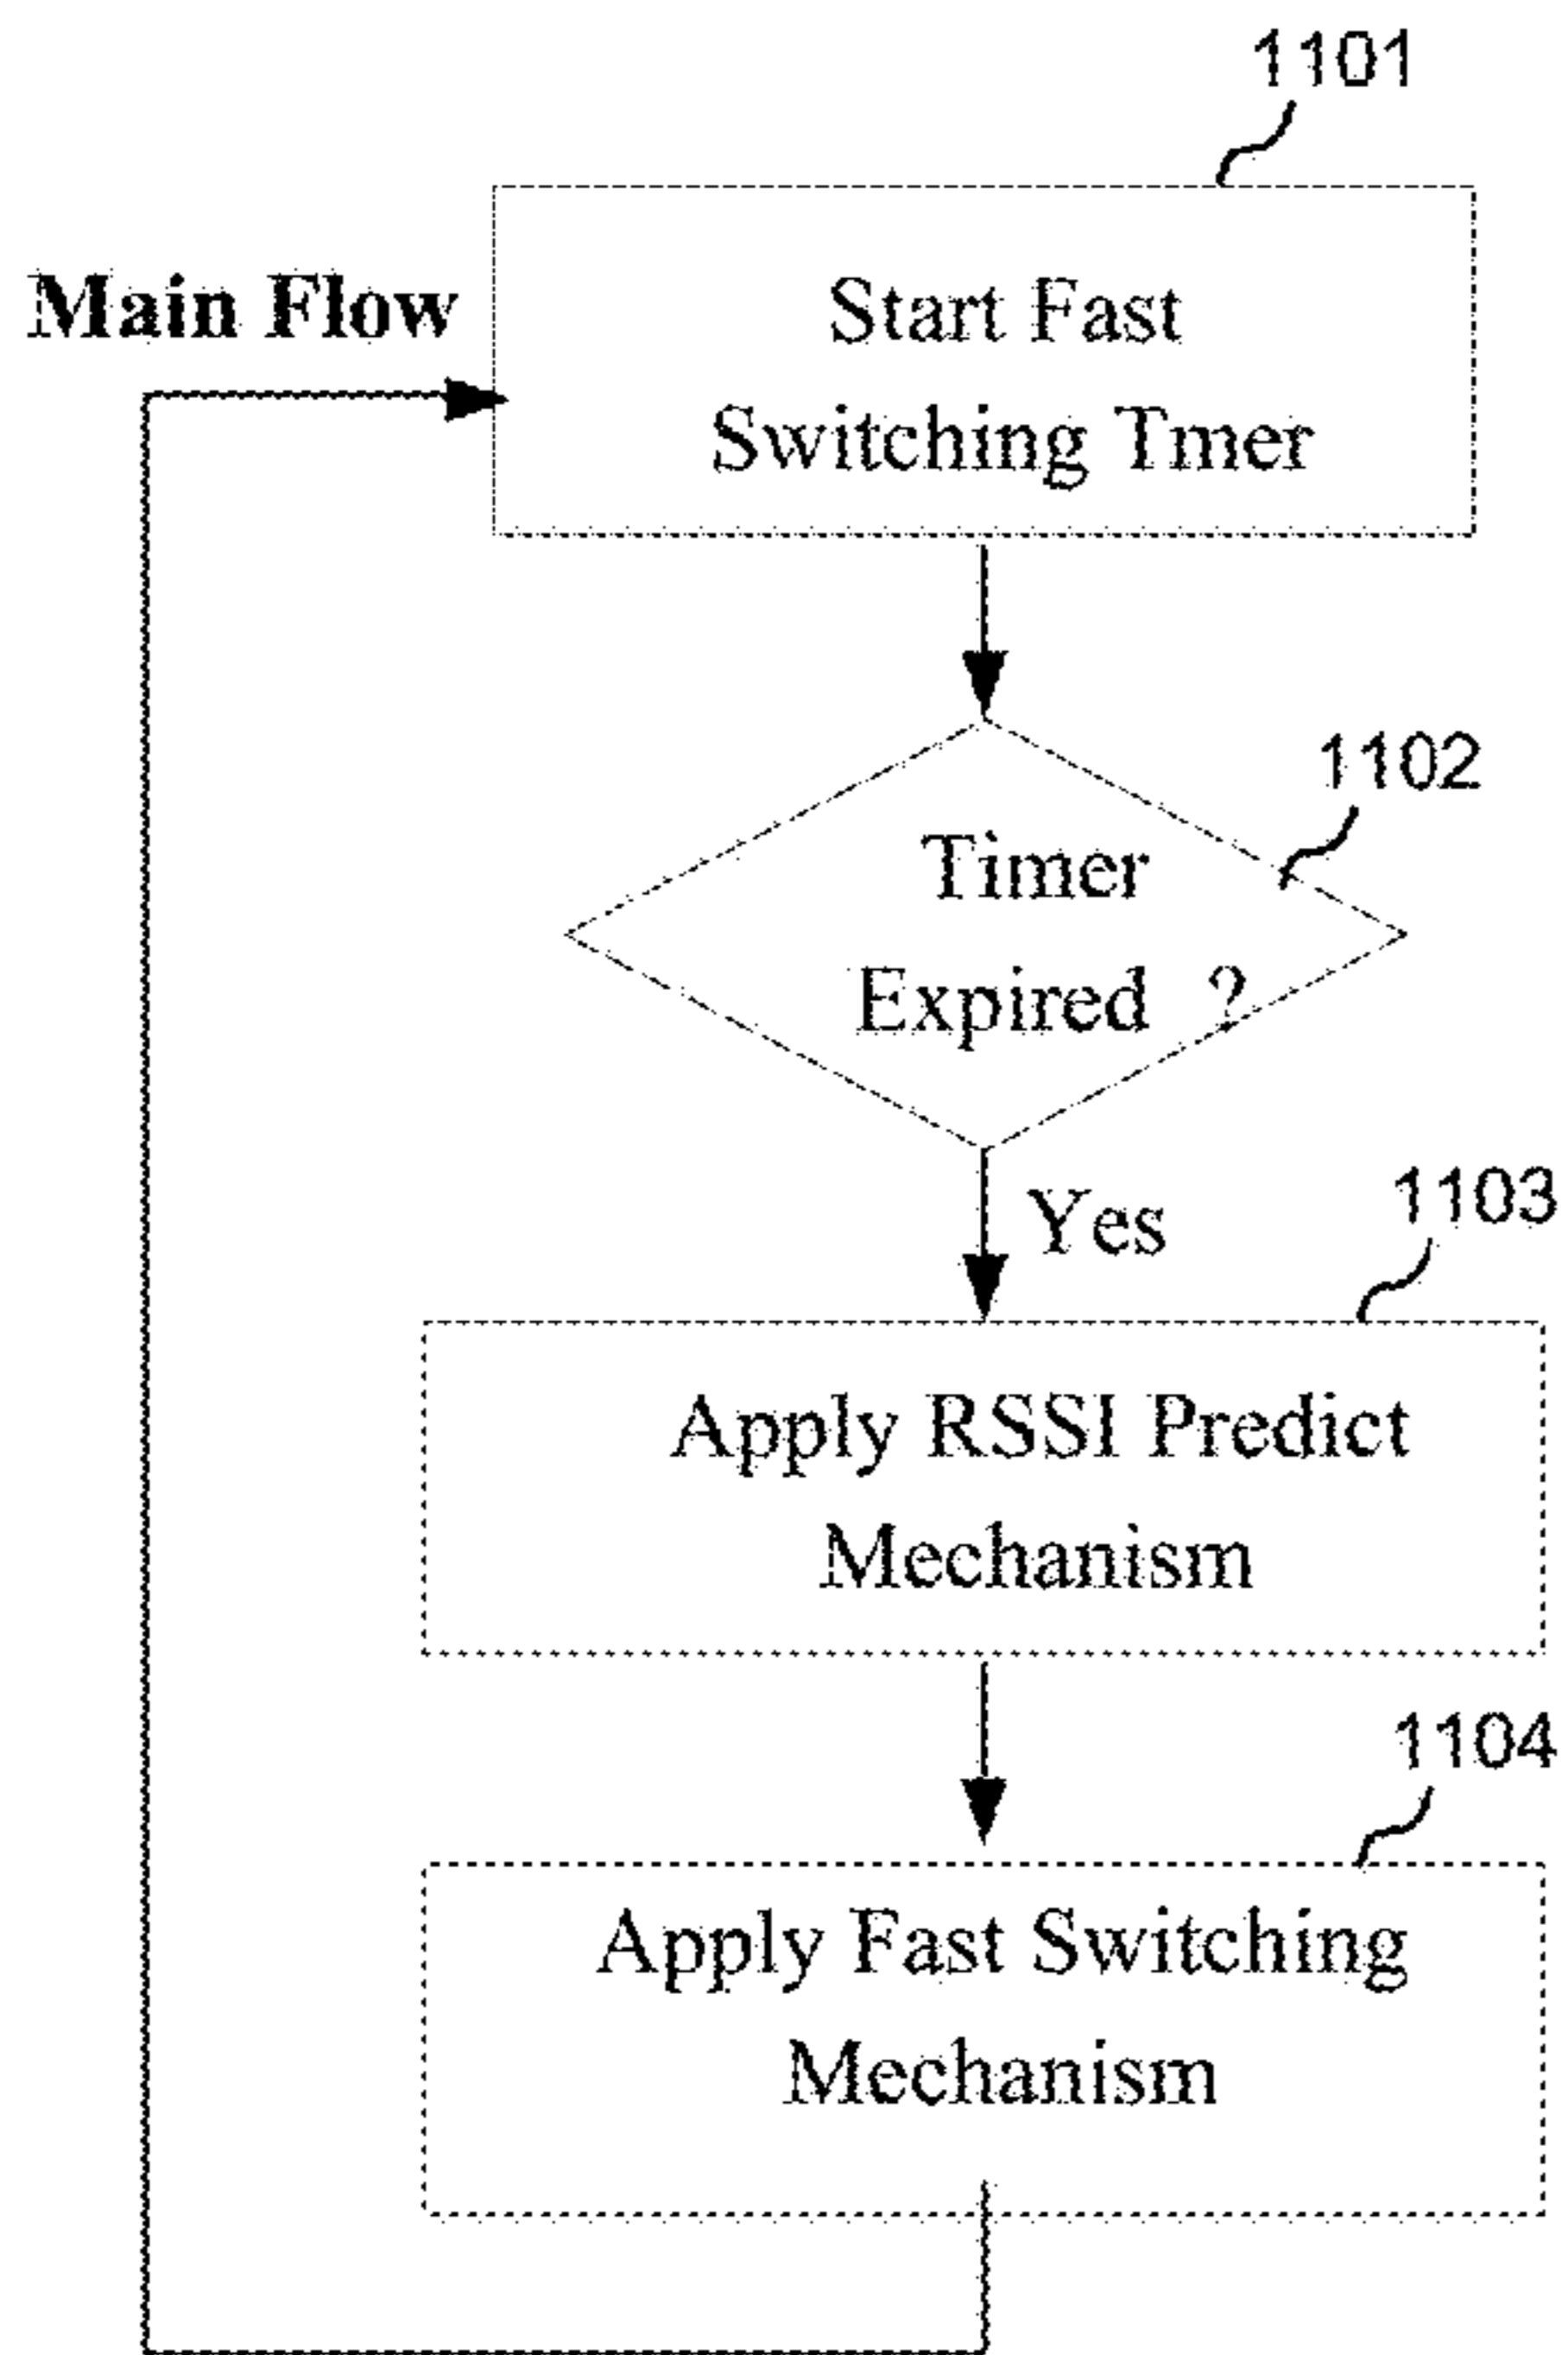 1101
Main Flow
Start Fast
Switching Tmer
1102
Timer
Expired ?
Yes
1103
Apply RSSI Predict
Mechanism
1104
Apply Fast Switching
Mechanism